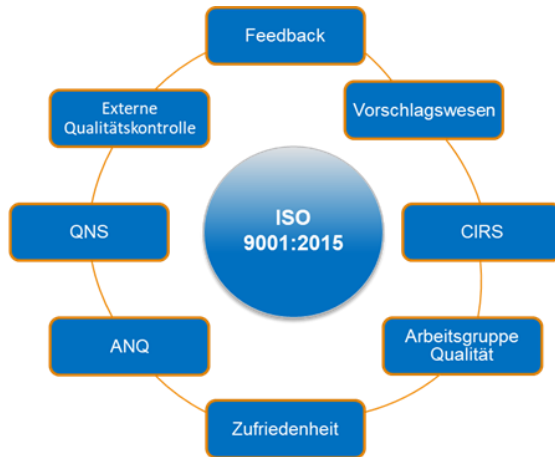 Feedback
Vorschlagswesen
CIRS
Arbeitsgruppe
Qualität
Zufriedenheit
ANQ
QNS
Externe
Qualitätskontrolle
ISO
9001:2015